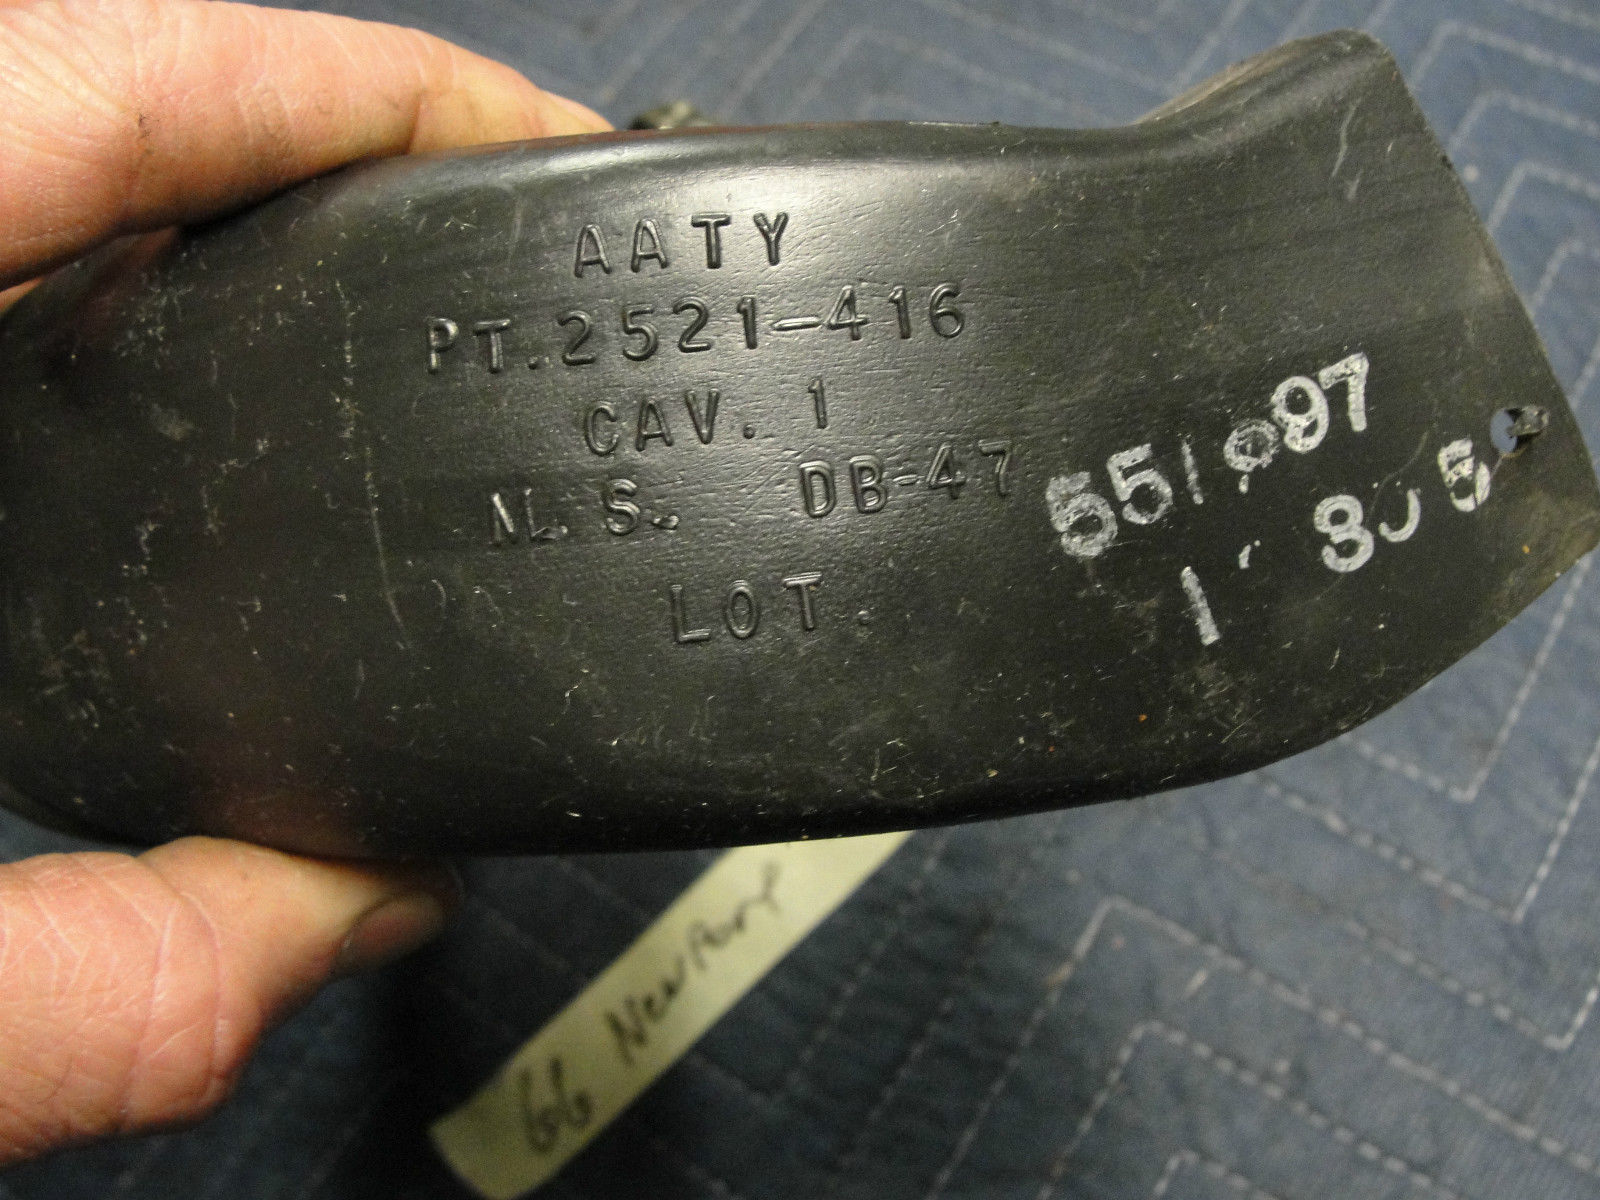 AATY
PT.2521-416
CAV. 1
N.S. DB-47
LOT.
66 Newport